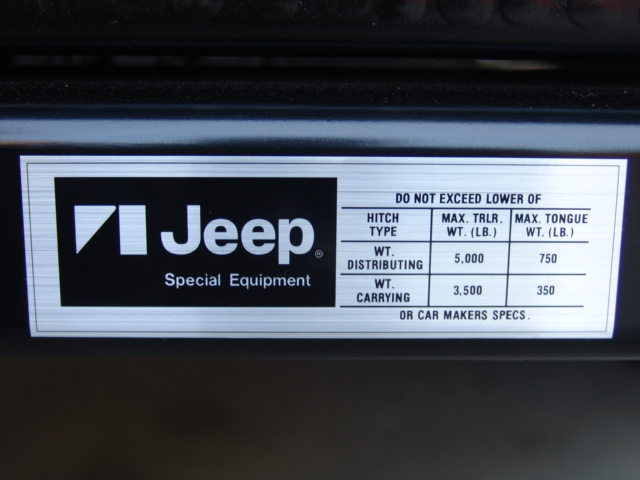 Jeep®
Special Equipment
DO NOT EXCEED LOWER OF
HITCH TYPE MAX. TRLR. WT. (LB.) MAX. TONGUE WT. (LB.)
WT. DISTRIBUTING 5,000 750
WT. CARRYING 3,500 350
OR CAR MAKERS SPECS.